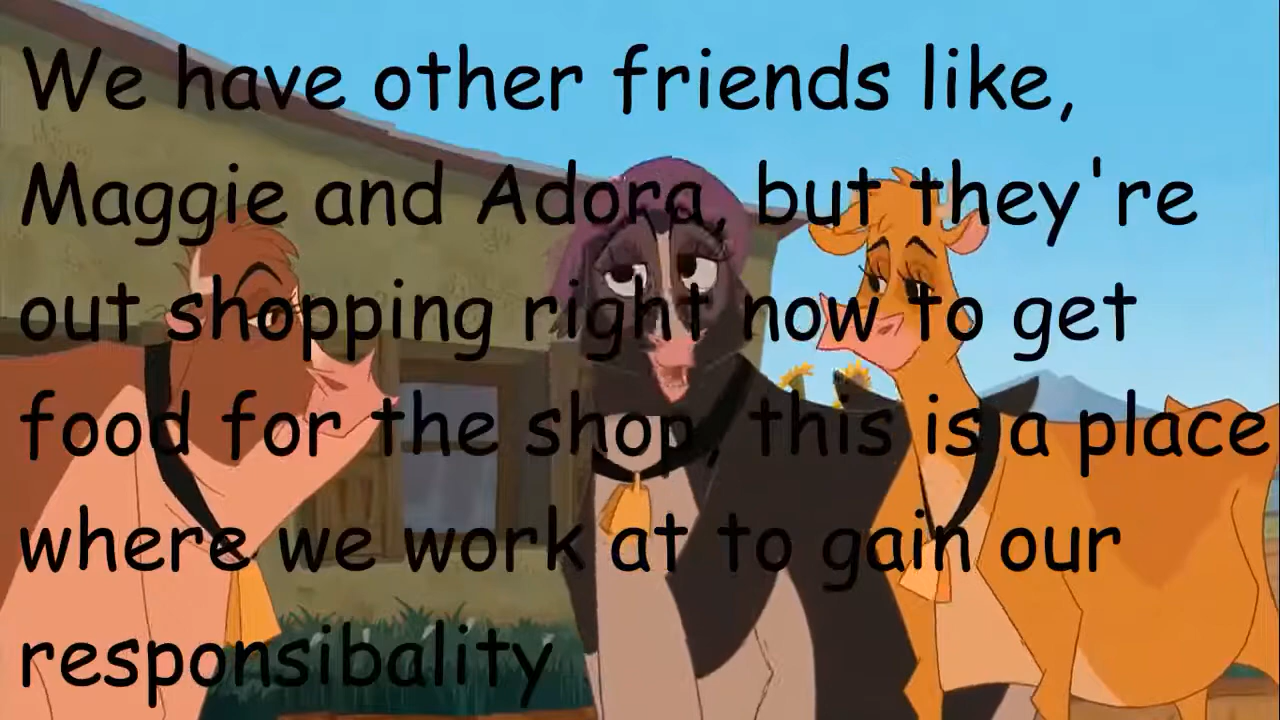 We have other friends like,
Maggie and Adora, but they're
out shopping right now to get
food for the shop, this is a place
where we work at to gain our
responsibality